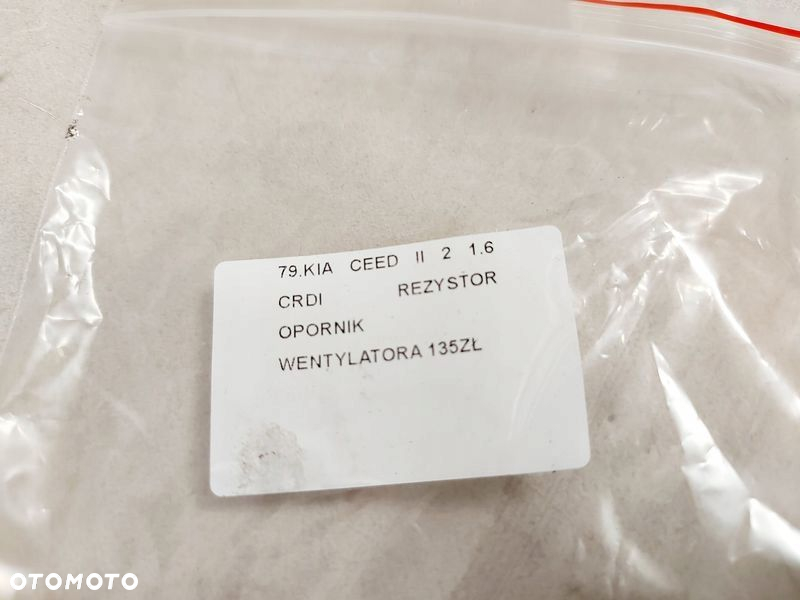 79.KIA CEED II 2 1.6
CRDI REZYSTOR
OPORNIK
WENTYLATORA 135ZŁ
OTOMOTO